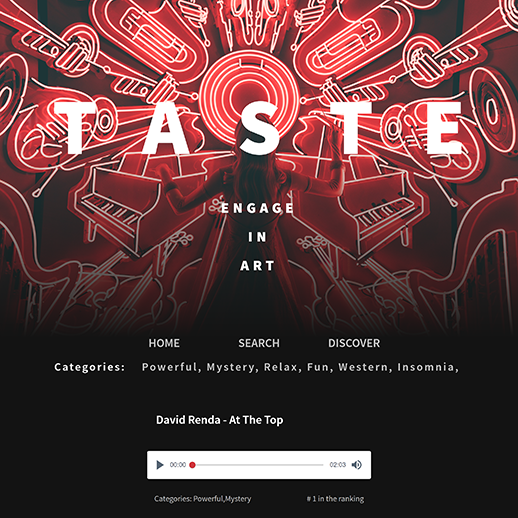 TASTE
ENGAGE
IN
ART
HOME SEARCH DISCOVER
Categories: Powerful, Mystery, Relax, Fun, Western, Insomnia,
David Renda - At The Top
00:00 02:03
Categories: Powerful,Mystery # 1 in the ranking